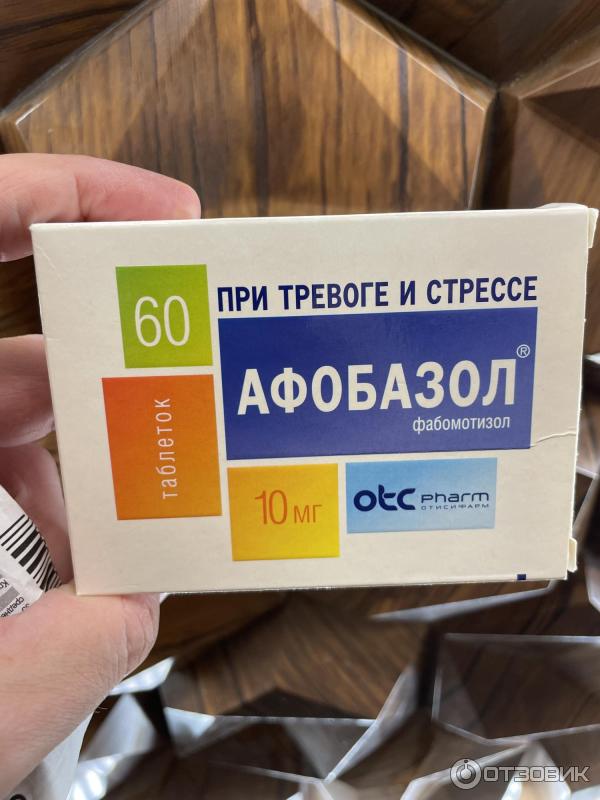 60
таблеток
ПРИ ТРЕВОГЕ И СТРЕССЕ
АФОБАЗОЛ®
фабомотизол
10 мг
otc pharm
ОТИСИФАРМ
ОТЗОВИК